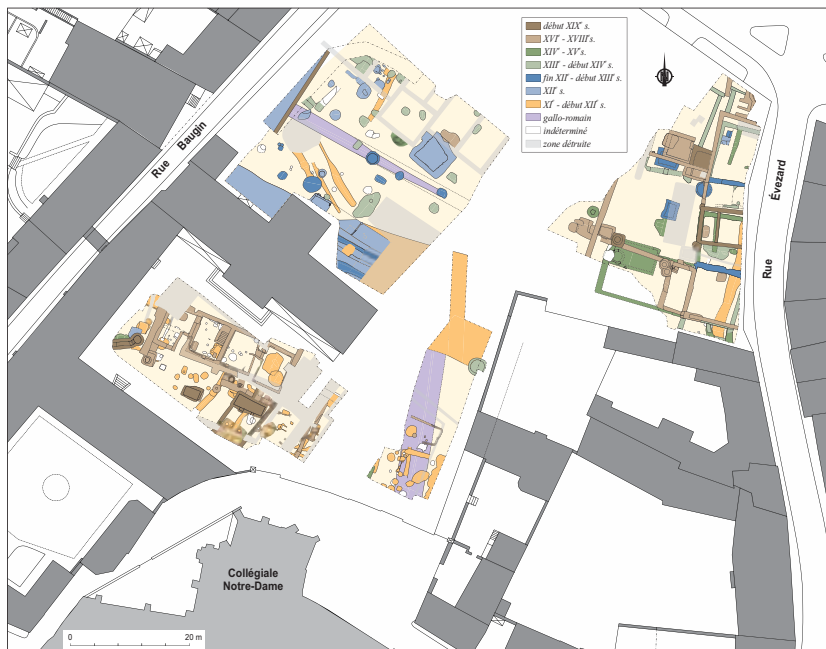 début XIXe s.
XVIe - XVIIIe s.
XIVe - XVe s.
XIIIe - début XIVe s.
fin XIIe - début XIIIe s.
XIIe s.
XIe - début XIIe s.
gallo-romain
indéterminé
zone détruite
N
Rue Baugin
Rue Évezard
Collégiale
Notre-Dame
0 20 m